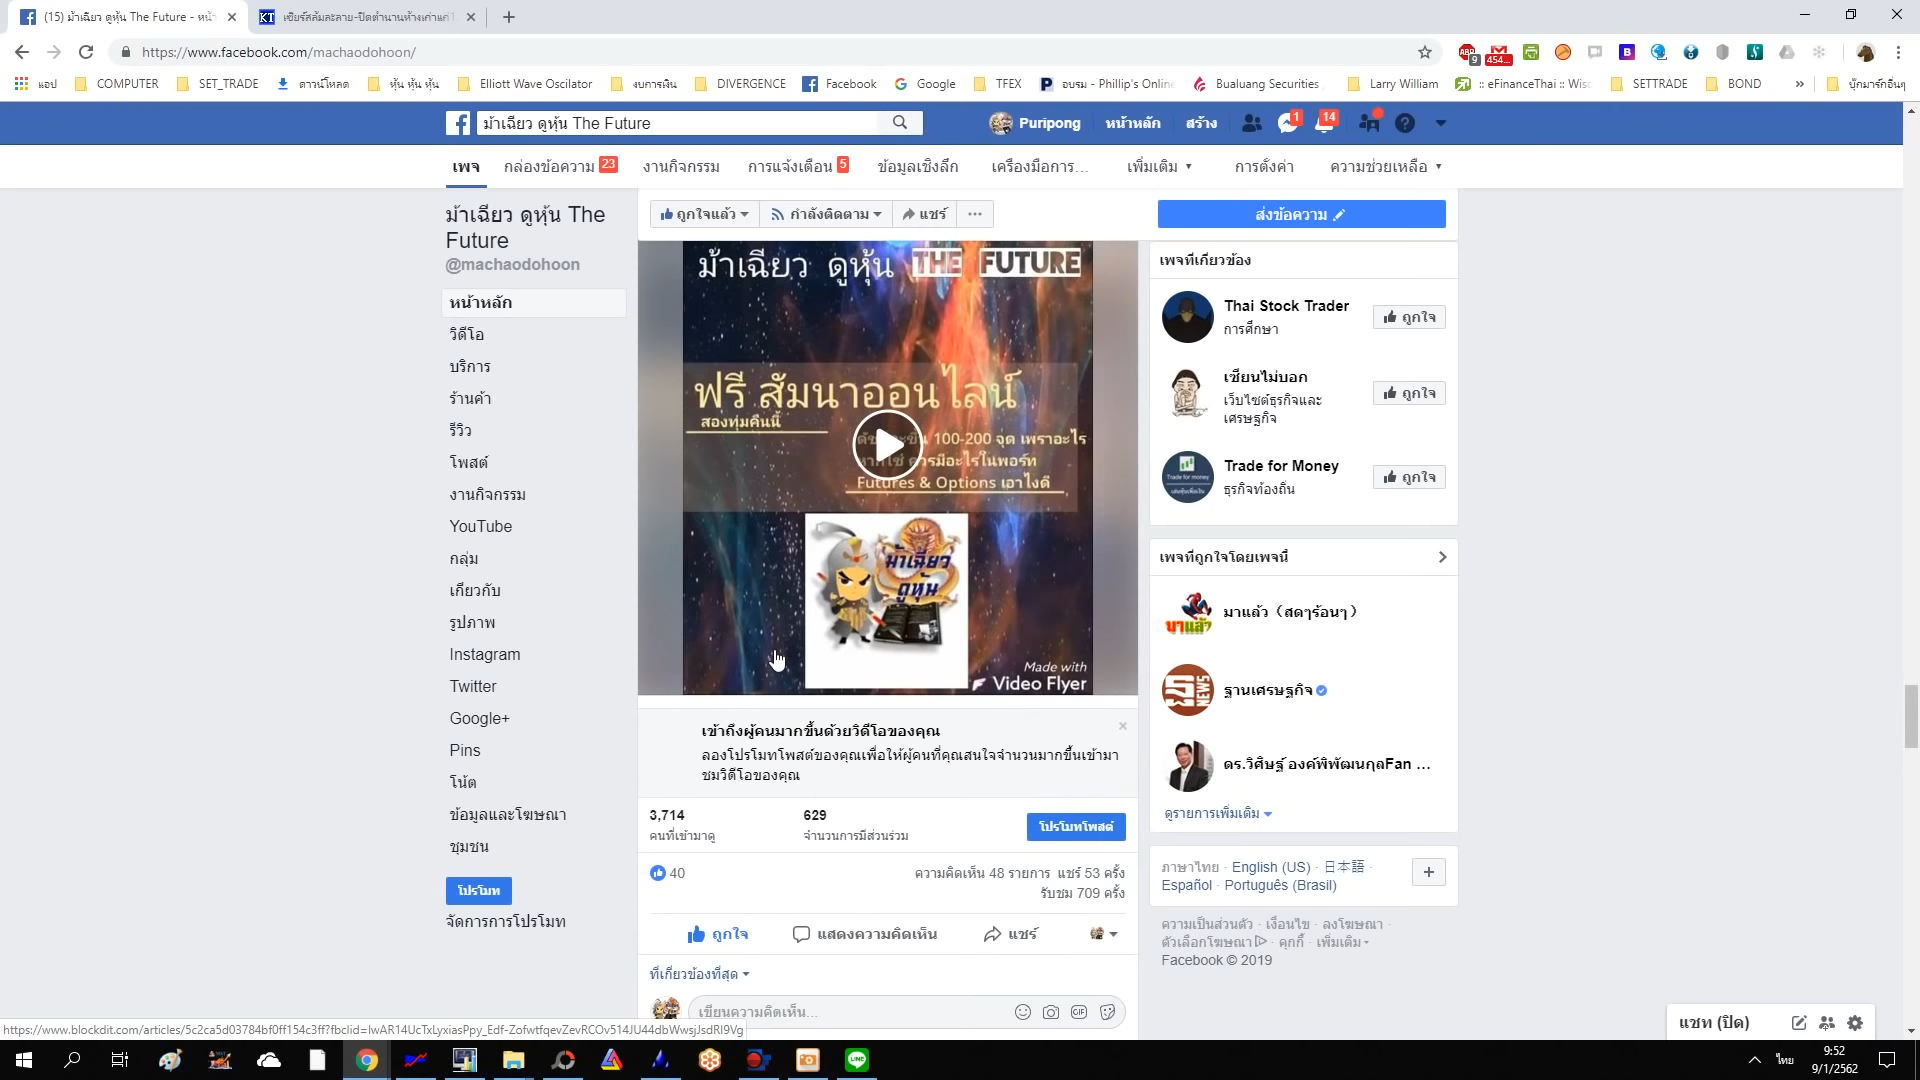 (15) ม้าเฉียว ดูหุ้น The Future - หน้า
เซียร์สล้มละลาย-ปิดตำนานห้างเก่าแก่
https://www.facebook.com/machaodohoon/
9
454...
แอป
COMPUTER
SET_TRADE
ดาวน์โหลด
หุ้น หุ้น หุ้น
Elliott Wave Oscilator
งบการเงิน
DIVERGENCE
Facebook
Google
TFEX
อบรม - Phillip's Online
Bualuang Securities
Larry William
:: eFinanceThai :: Wis
SETTRADE
BOND
บุ๊กมาร์กอื่นๆ
ม้าเฉียว ดูหุ้น The Future
Puripong
หน้าหลัก
สร้าง
1
14
เพจ
กล่องข้อความ 23
งานกิจกรรม
การแจ้งเตือน 5
ข้อมูลเชิงลึก
เครื่องมือการ...
เพิ่มเติม
การตั้งค่า
ความช่วยเหลือ
ม้าเฉียว ดูหุ้น The
Future
@machaodohoon
หน้าหลัก
วิดีโอ
บริการ
ร้านค้า
รีวิว
โพสต์
งานกิจกรรม
YouTube
กลุ่ม
เกี่ยวกับ
รูปภาพ
Instagram
Twitter
Google+
Pins
โน้ต
ข้อมูลและโฆษณา
ชุมชน
โปรโมท
จัดการการโปรโมท
ถูกใจแล้ว
กำลังติดตาม
แชร์
ส่งข้อความ
ม้าเฉียว ดูหุ้น THE FUTURE
ฟรี สัมนาออนไลน์
สองทุ่มคืนนี้
100-200 จุด เพราะอะไร
ควรมีอะไรในพอร์ท
Futures & Options เอาไงดี
ม้าเฉียว
ดูหุ้น
Made with
Video Flyer
เข้าถึงผู้คนมากขึ้นด้วยวิดีโอของคุณ
ลองโปรโมทโพสต์ของคุณเพื่อให้ผู้คนที่คุณสนใจจำนวนมากขึ้นเข้ามา
ชมวิดีโอของคุณ
3,714
คนที่เข้ามาดู
629
จำนวนการมีส่วนร่วม
โปรโมทโพสต์
40
ความคิดเห็น 48 รายการ แชร์ 53 ครั้ง
รับชม 709 ครั้ง
ถูกใจ
แสดงความคิดเห็น
แชร์
ที่เกี่ยวข้องที่สุด
เขียนความคิดเห็น...
GIF
เพจที่เกี่ยวข้อง
Thai Stock Trader
การศึกษา
ถูกใจ
เซียนไม่บอก
เว็บไซต์ธุรกิจและ
เศรษฐกิจ
ถูกใจ
Trade for Money
ธุรกิจท้องถิ่น
ถูกใจ
เพจที่ถูกใจโดยเพจนี้
มาแล้ว (สดๆร้อนๆ)
ฐานเศรษฐกิจ
ดร.วิศิษฐ์ องค์พิพัฒนกุลFan ...
ดูรายการเพิ่มเติม
ภาษาไทย · English (US) · 日本語 ·
Español · Português (Brasil)
ความเป็นส่วนตัว · เงื่อนไข · ลงโฆษณา ·
ตัวเลือกโฆษณา · คุกกี้ · เพิ่มเติม
Facebook © 2019
แชท (ปิด)
https://www.blockdit.com/articles/5c2ca5d03784bf0ff154c3ff?fbclid=IwAR14UcTxLyxiasPpy_Edf-ZofwtfqevZevRCOv514JU44dbWwsjJsdRI9Vg
ไทย
9:52
9/1/2562